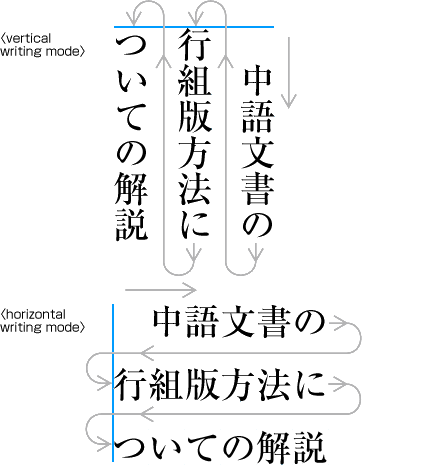 〈vertical
writing mode〉
中語文書の
行組版方法に
ついての解説
〈horizontal
writing mode〉
中語文書の
行組版方法に
ついての解説